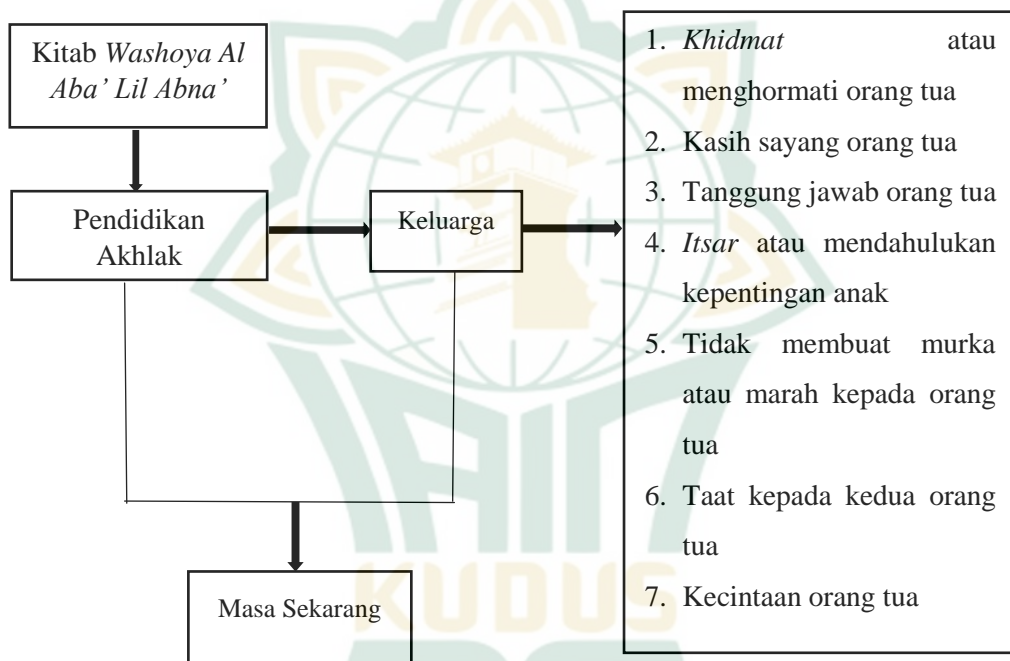 Kitab Washoya Al
Aba' Lil Abna'
Pendidikan
Akhlak
Keluarga
1. Khidmat atau
menghormati orang tua
2. Kasih sayang orang tua
3. Tanggung jawab orang tua
4. Itsar atau mendahulukan
kepentingan anak
5. Tidak membuat murka
atau marah kepada orang
tua
6. Taat kepada kedua orang
tua
7. Kecintaan orang tua
Masa Sekarang
IAIN
KUDUS